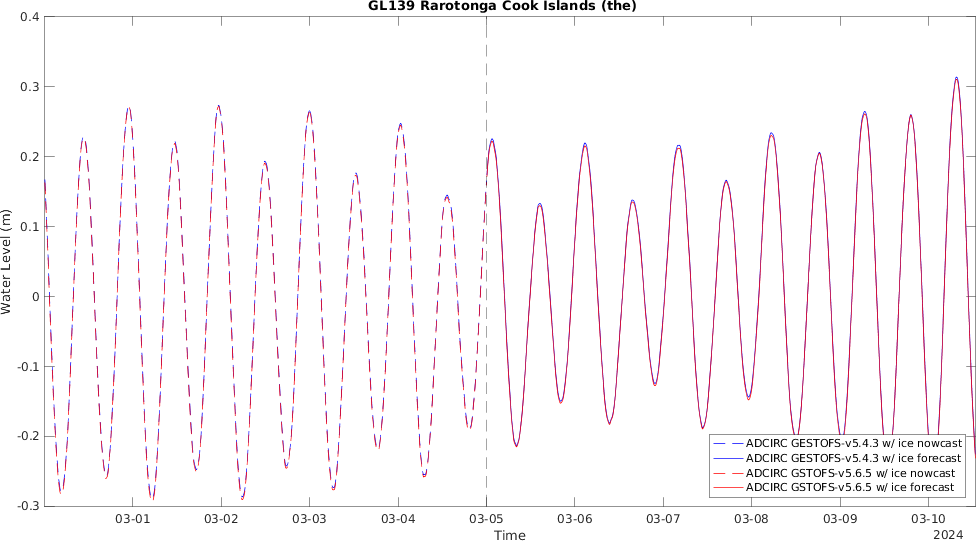 GL139 Rarotonga Cook Islands (the)
0.4
0.3
0.2
0.1
0
-0.1
-0.2
-0.3
Water Level (m)
ADCIRC GESTOFS-v5.4.3 w/ ice nowcast
ADCIRC GESTOFS-v5.4.3 w/ ice forecast
ADCIRC GSTOFS-v5.6.5 w/ ice nowcast
ADCIRC GSTOFS-v5.6.5 w/ ice forecast
03-01 03-02 03-03 03-04 03-05 03-06 03-07 03-08 03-09 03-10
Time
2024